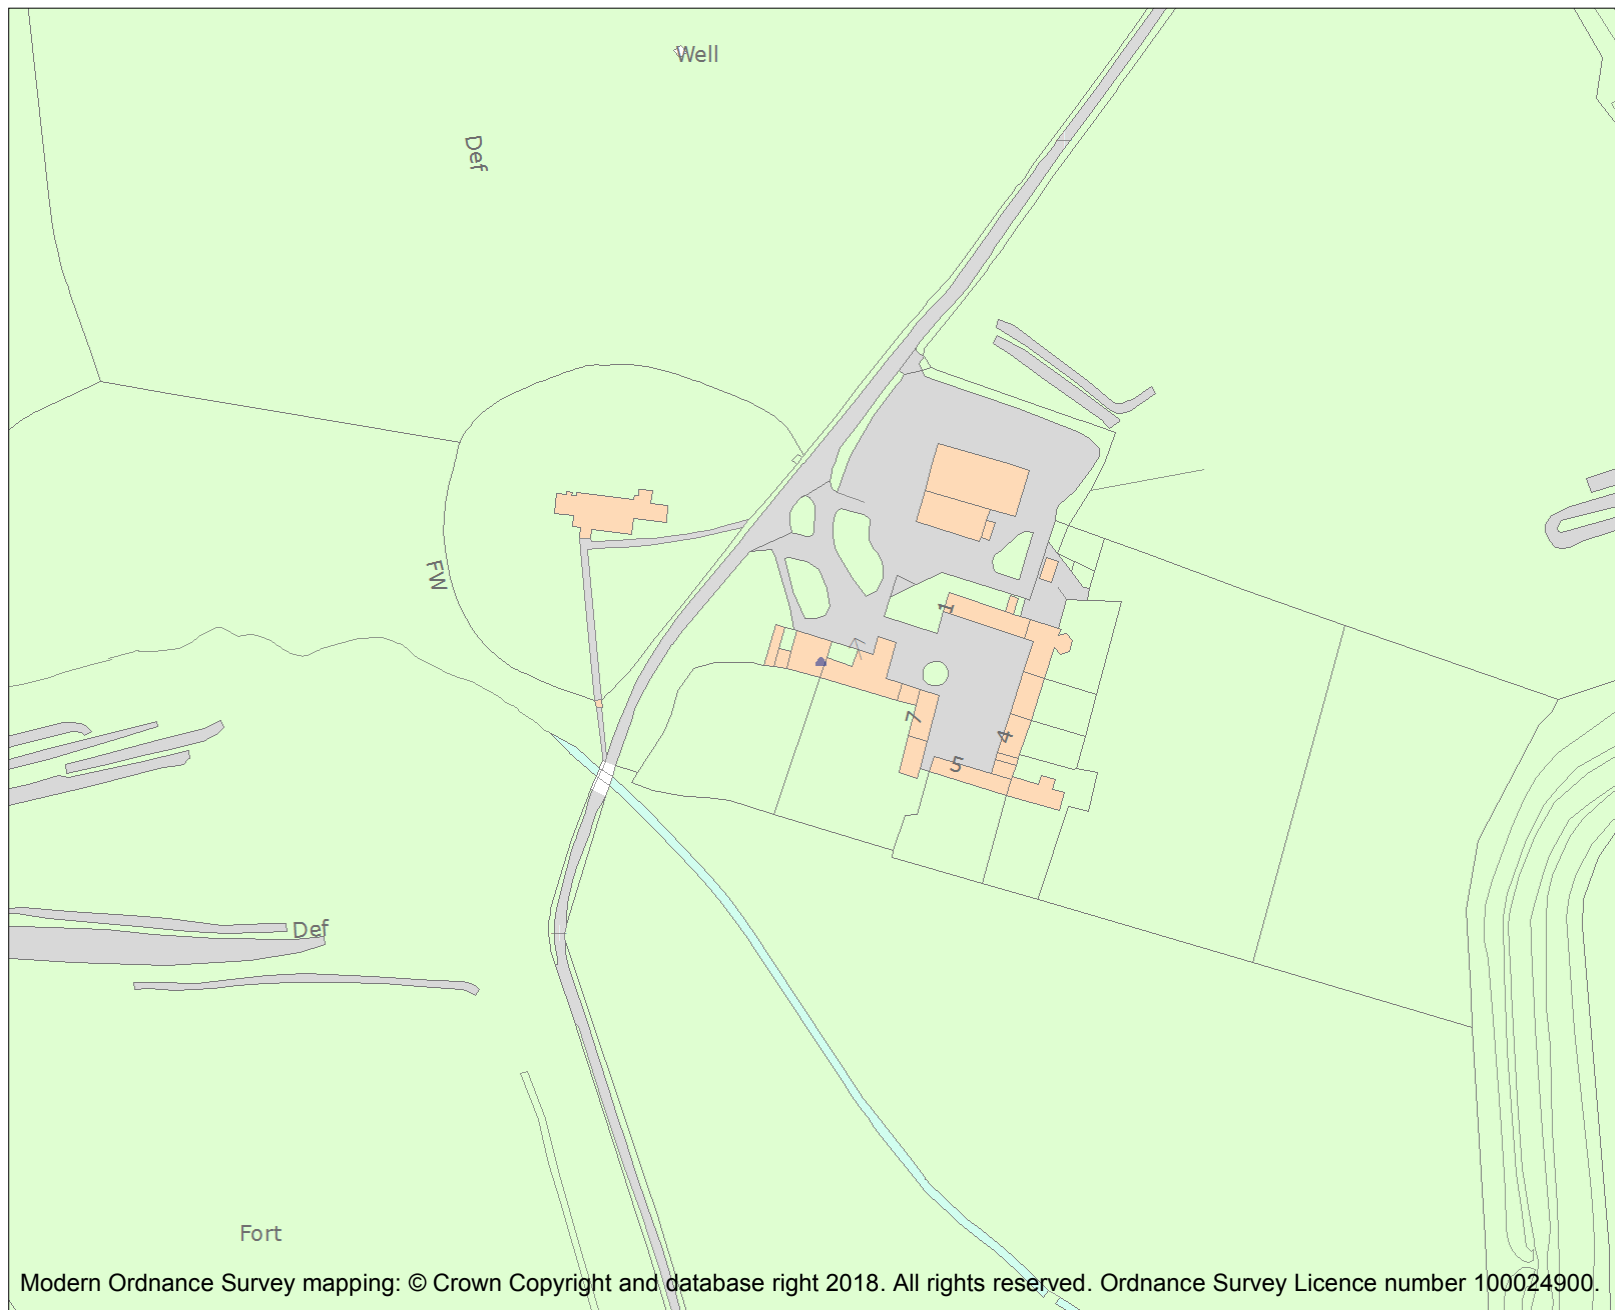 Well
Def
FW
1
7
4
5
Def
Fort
Modern Ordnance Survey mapping: © Crown Copyright and database right 2018. All rights reserved. Ordnance Survey Licence number 100024900.